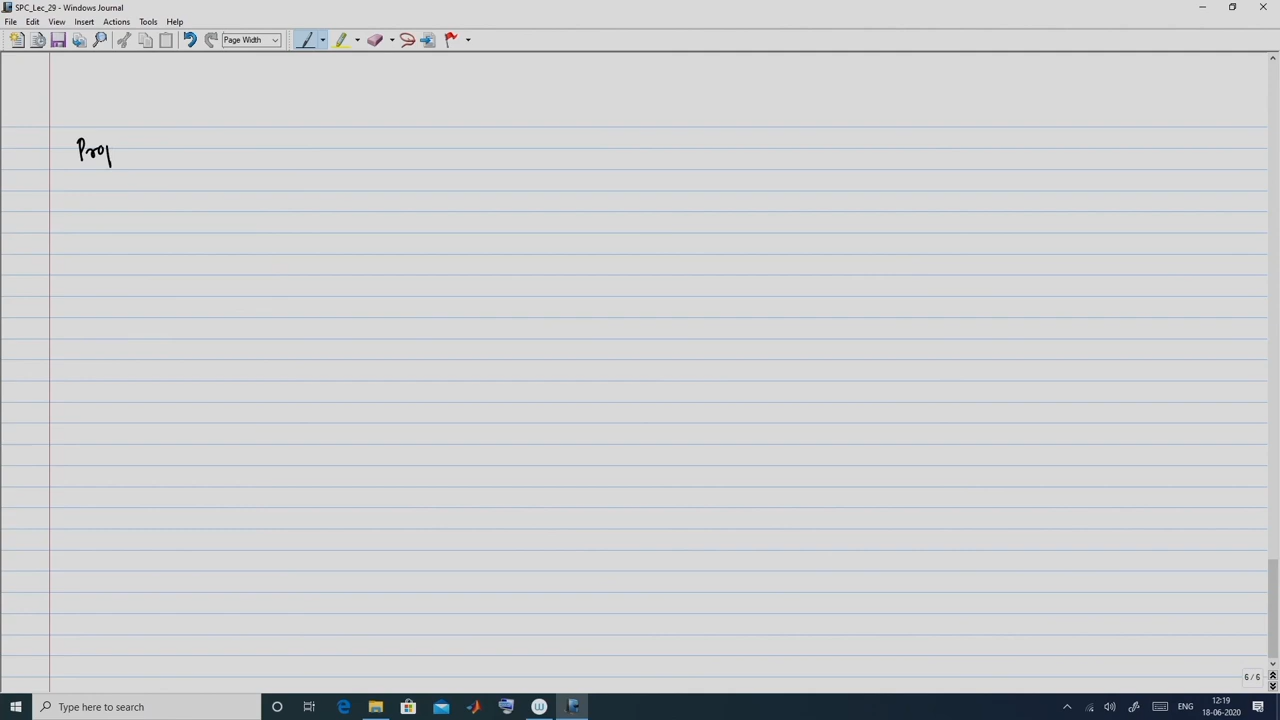 SPC_Lec_29 - Windows Journal
File Edit View Insert Actions Tools Help
Page Width
Prop
6 / 6
Type here to search
ENG
12:19
18-06-2020